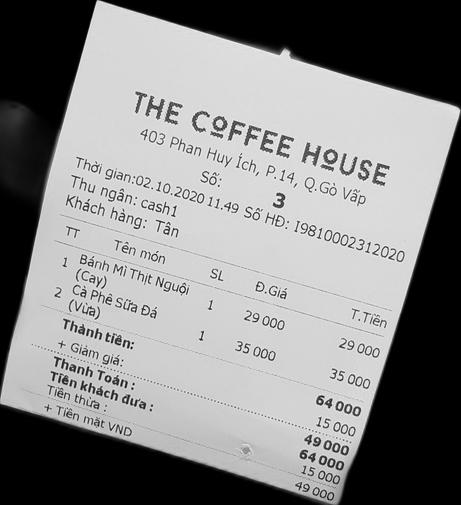 THE COFFEE HOUSE
403 Phan Huy Ích, P.14, Q.Gò Vấp
Số: 3
Thời gian:02.10.2020 11.49 Số HĐ: I9810002312020
Thu ngân: cash1
Khách hàng: Tân
TT Tên món SL Đ.Giá T.Tiền
1 Bánh Mì Thịt Nguội 1 29 000 29 000
(Cay)
2 Cà Phê Sữa Đá 1 35 000 35 000
(Vừa)
Thành tiền: 64 000
+ Giảm giá: 15 000
Thanh Toán : 49 000
Tiền khách đưa : 64 000
Tiền thừa : 15 000
+ Tiền mặt VND 49 000